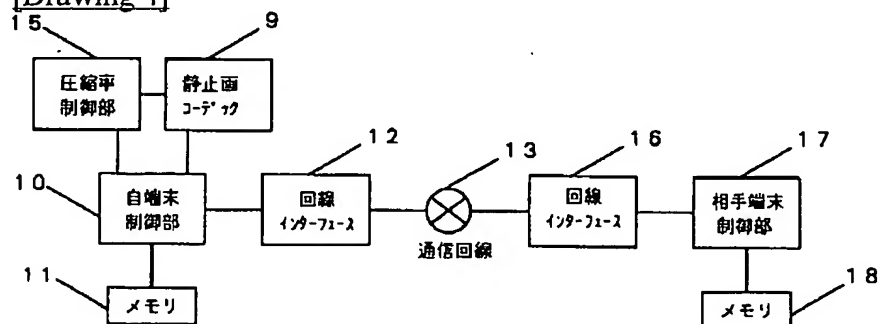 [Drawing 4]
15
9
圧縮率
制御部
静止画
コーデック
12
13
16
17
10
自端末
制御部
回線
インターフェース
通信回線
回線
インターフェース
相手端末
制御部
11
メモリ
18
メモリ